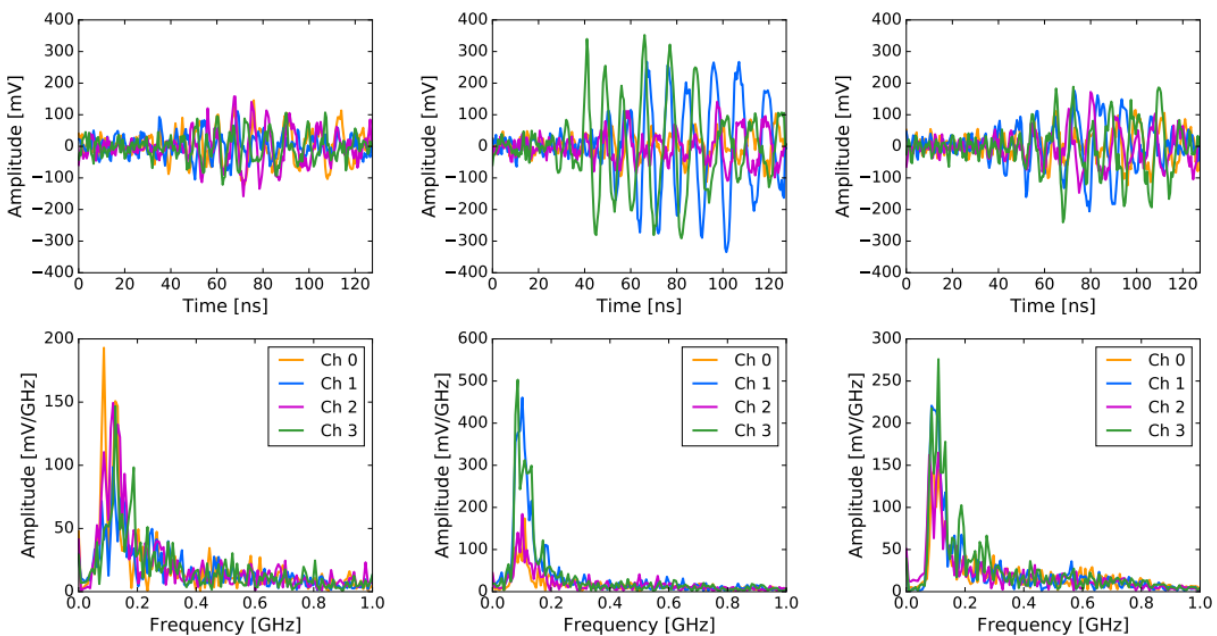 400
300
200
100
0
−100
−200
−300
−400
Amplitude [mV]
0 20 40 60 80 100 120
Time [ns]
400
300
200
100
0
−100
−200
−300
−400
Amplitude [mV]
0 20 40 60 80 100 120
Time [ns]
400
300
200
100
0
−100
−200
−300
−400
Amplitude [mV]
0 20 40 60 80 100 120
Time [ns]
200
150
100
50
0
Amplitude [mV/GHz]
Ch 0
Ch 1
Ch 2
Ch 3
0.0 0.2 0.4 0.6 0.8 1.0
Frequency [GHz]
600
500
400
300
200
100
0
Amplitude [mV/GHz]
Ch 0
Ch 1
Ch 2
Ch 3
0.0 0.2 0.4 0.6 0.8 1.0
Frequency [GHz]
300
250
200
150
100
50
0
Amplitude [mV/GHz]
Ch 0
Ch 1
Ch 2
Ch 3
0.0 0.2 0.4 0.6 0.8 1.0
Frequency [GHz]